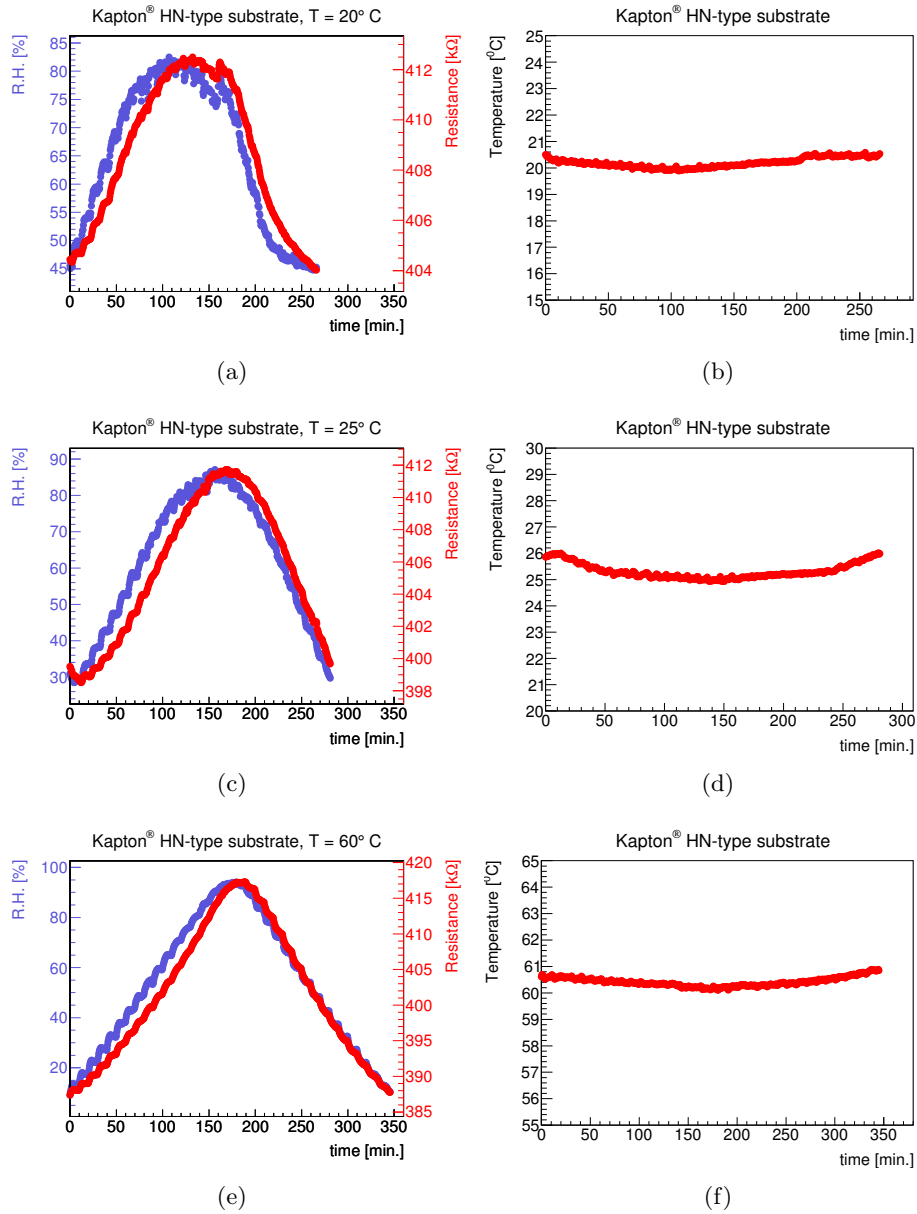 Kapton® HN-type substrate, T = 20° C
R.H. [%]
85
80
75
70
65
60
55
50
45
Resistance [kΩ]
412
410
408
406
404
0 50 100 150 200 250 300 350
time [min.]
(a)
Kapton® HN-type substrate
Temperature [⁰C]
25
24
23
22
21
20
19
18
17
16
15
0 50 100 150 200 250
time [min.]
(b)
Kapton® HN-type substrate, T = 25° C
R.H. [%]
90
80
70
60
50
40
30
Resistance [kΩ]
412
410
408
406
404
402
400
398
0 50 100 150 200 250 300 350
time [min.]
(c)
Kapton® HN-type substrate
Temperature [⁰C]
30
29
28
27
26
25
24
23
22
21
20
0 50 100 150 200 250 300
time [min.]
(d)
Kapton® HN-type substrate, T = 60° C
R.H. [%]
100
80
60
40
20
Resistance [kΩ]
420
415
410
405
400
395
390
385
0 50 100 150 200 250 300 350
time [min.]
(e)
Kapton® HN-type substrate
Temperature [⁰C]
65
64
63
62
61
60
59
58
57
56
55
0 50 100 150 200 250 300 350
time [min.]
(f)